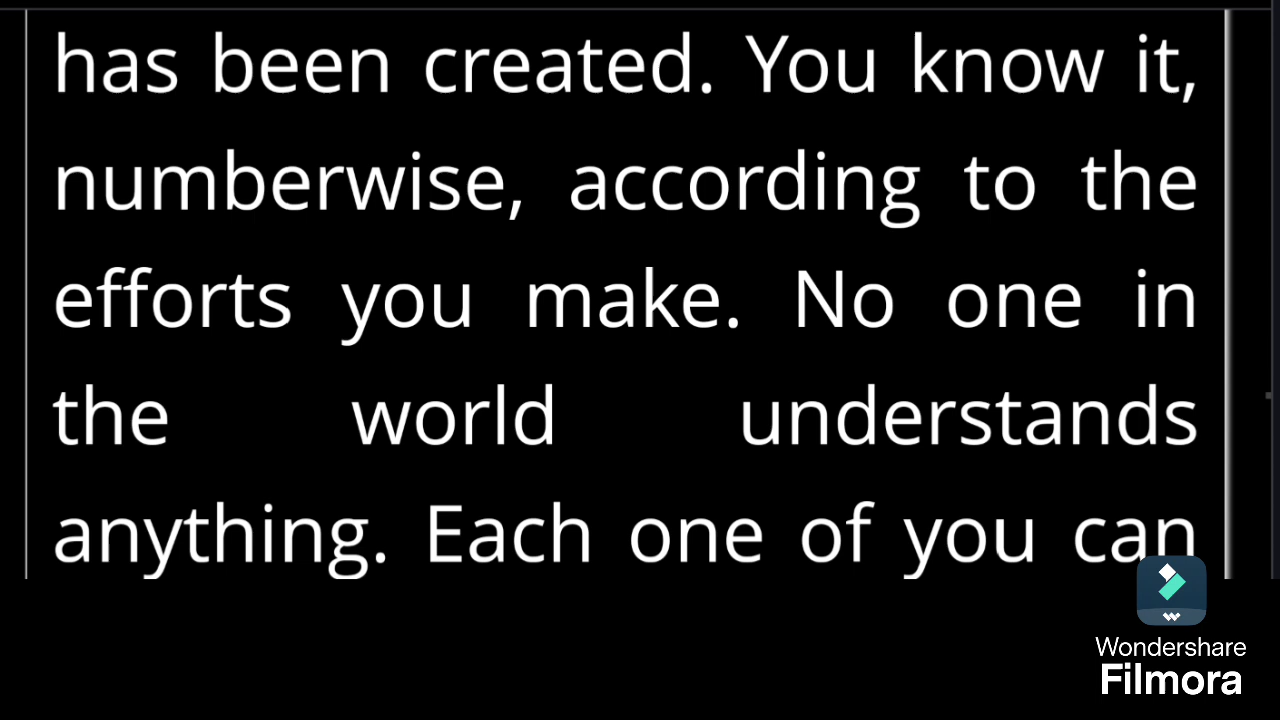 has been created. You know it,
numberwise, according to the
efforts you make. No one in
the world understands
anything. Each one of you can
Wondershare
Filmora